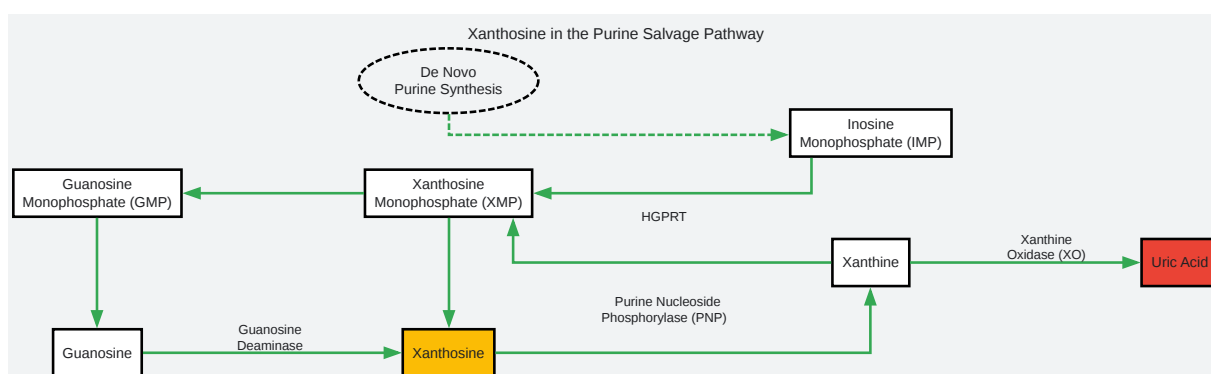 Xanthosine in the Purine Salvage Pathway
De Novo
Purine Synthesis
Inosine
Monophosphate (IMP)
Guanosine
Monophosphate (GMP)
Xanthosine
Monophosphate (XMP)
HGPRT
Xanthine
Xanthine
Oxidase (XO)
Uric Acid
Purine Nucleoside
Phosphorylase (PNP)
Guanosine
Guanosine
Deaminase
Xanthosine